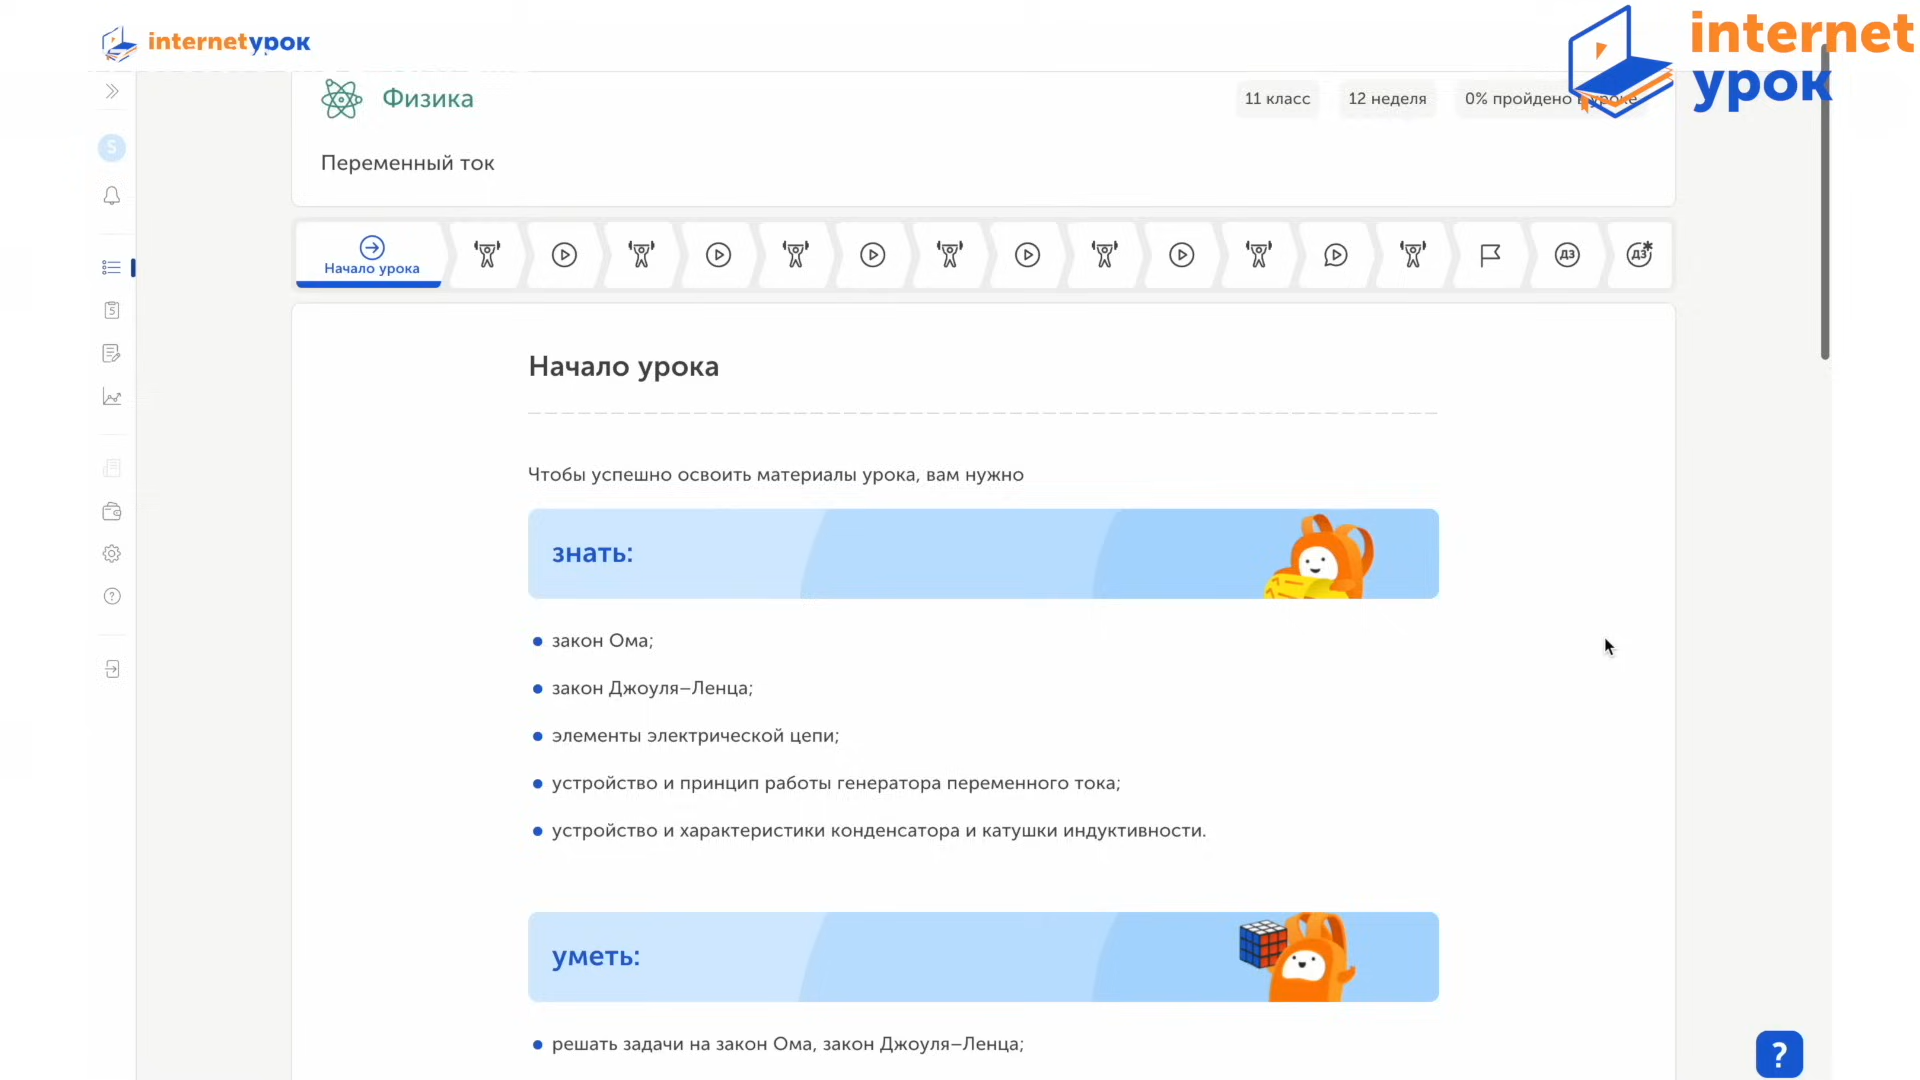 internetурок
internet
урок
Физика
11 класс
12 неделя
0% пройдено в уроке
S
Переменный ток
Начало урока
ДЗ
ДЗ*
5
Начало урока
Чтобы успешно освоить материалы урока, вам нужно
знать:
закон Ома;
закон Джоуля–Ленца;
элементы электрической цепи;
устройство и принцип работы генератора переменного тока;
устройство и характеристики конденсатора и катушки индуктивности.
уметь:
решать задачи на закон Ома, закон Джоуля–Ленца;
?